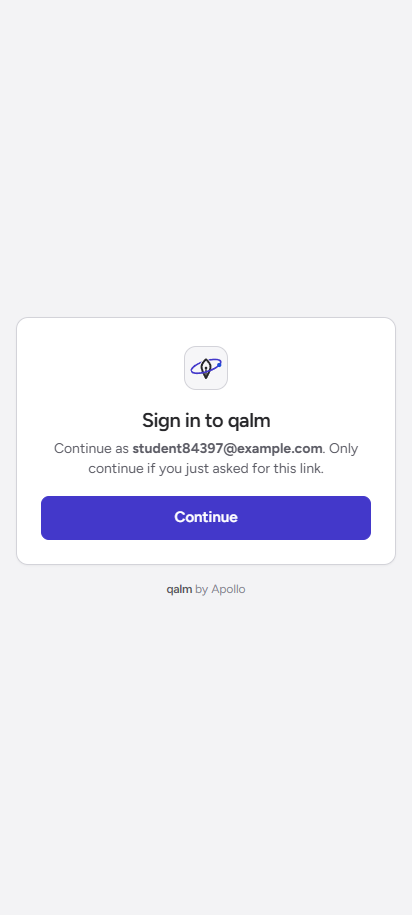 Sign in to qalm
Continue as student84397@example.com. Only
continue if you just asked for this link.
Continue
qalm by Apollo